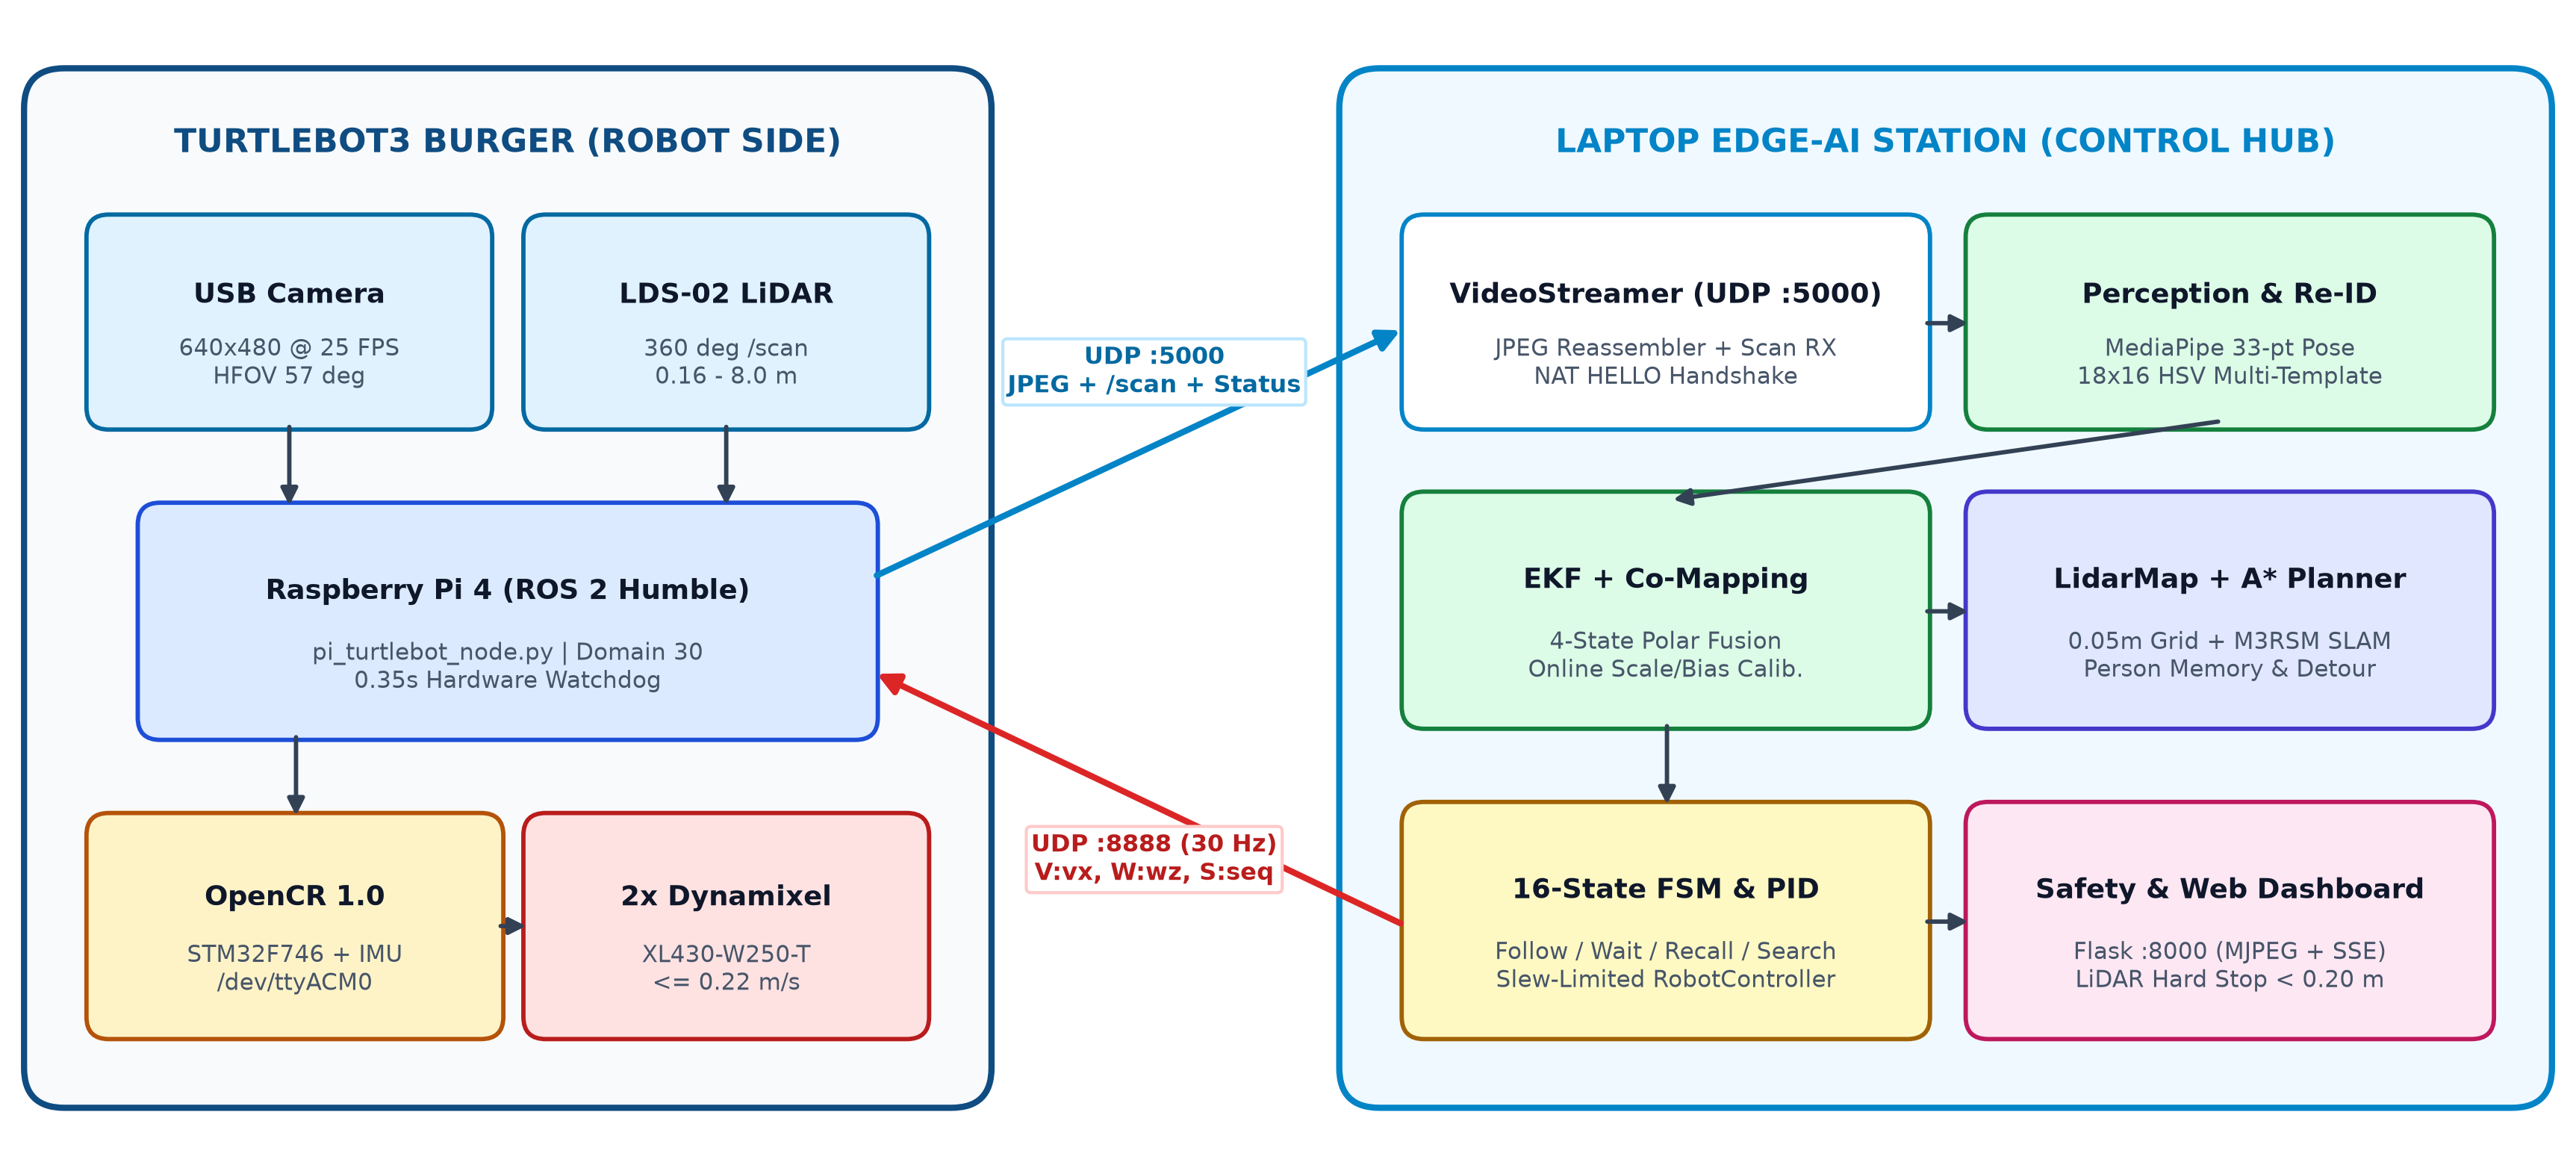 TURTLEBOT3 BURGER (ROBOT SIDE)
USB Camera
640x480 @ 25 FPS
HFOV 57 deg
LDS-02 LiDAR
360 deg /scan
0.16 - 8.0 m
Raspberry Pi 4 (ROS 2 Humble)
pi_turtlebot_node.py | Domain 30
0.35s Hardware Watchdog
OpenCR 1.0
STM32F746 + IMU
/dev/ttyACM0
2x Dynamixel
XL430-W250-T
<= 0.22 m/s
UDP :5000
JPEG + /scan + Status
UDP :8888 (30 Hz)
V:vx, W:wz, S:seq
LAPTOP EDGE-AI STATION (CONTROL HUB)
VideoStreamer (UDP :5000)
JPEG Reassembler + Scan RX
NAT HELLO Handshake
Perception & Re-ID
MediaPipe 33-pt Pose
18x16 HSV Multi-Template
EKF + Co-Mapping
4-State Polar Fusion
Online Scale/Bias Calib.
LidarMap + A* Planner
0.05m Grid + M3RSM SLAM
Person Memory & Detour
16-State FSM & PID
Follow / Wait / Recall / Search
Slew-Limited RobotController
Safety & Web Dashboard
Flask :8000 (MJPEG + SSE)
LiDAR Hard Stop < 0.20 m